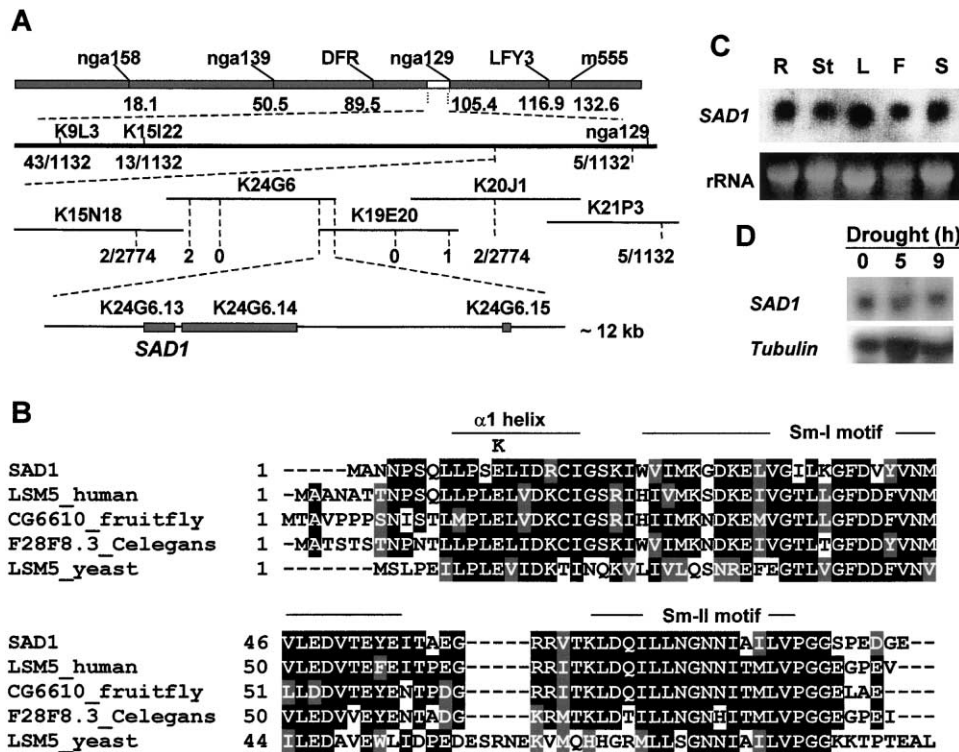 A
nga158 nga139 DFR nga129 LFY3 m555
18.1 50.5 89.5 105.4 116.9 132.6
K9L3 K15I22 nga129
43/1132 13/1132 5/1132
K24G6 K20J1
K15N18 K19E20 K21P3
2/2774 2 0 0 1 2/2774 5/1132
K24G6.13 K24G6.14 K24G6.15
SAD1 ~ 12 kb
C
R St L F S
SAD1
rRNA
D
Drought (h)
0 5 9
SAD1
Tubulin
B
α1 helix
K Sm-I motif
SAD1 1 -----MANNPSQLLPSELIDRCIGSKIWVIMKGDKELVGILKGFDVYVNM
LSM5_human 1 -MAANATTNPSQLLPLELVDKCIGSRIHIVMKSDKEIVGTLLGFDDFVNM
CG6610_fruitfly 1 MTAVPPPSNISTLMPLELVDKCIGSRIHIIMKNDKEMVGTLLGFDDFVNM
F28F8.3_Celegans 1 -MATSTSTNPNTLLPLELIDKCIGSKIWVIMKNDKEIVGTLTGFDDYVNM
LSM5_yeast 1 -------MSLPEILPLEVIDKTINQKVLIVLQSNREFEGTLVGFDDFVNV
Sm-II motif
SAD1 46 VLEDVTEYEITAEG-----RRVTKLDQILLNGNNIAILVPGGSPEDGE--
LSM5_human 50 VLEDVTEFEITPEG-----RRITKLDQILLNGNNITMLVPGGEGPEV---
CG6610_fruitfly 51 LLDDVTEYENTPDG-----RRITKLDQILLNGNNITMLVPGGELAE----
F28F8.3_Celegans 50 VLEDVVEYENTADG-----KRMTKLDTILLNGNHITMLVPGGEGPEI---
LSM5_yeast 44 ILEDAVEWLIDPEDESRNEKVMQHHGRMLLSGNNIAILVPGGKKTPTEAL